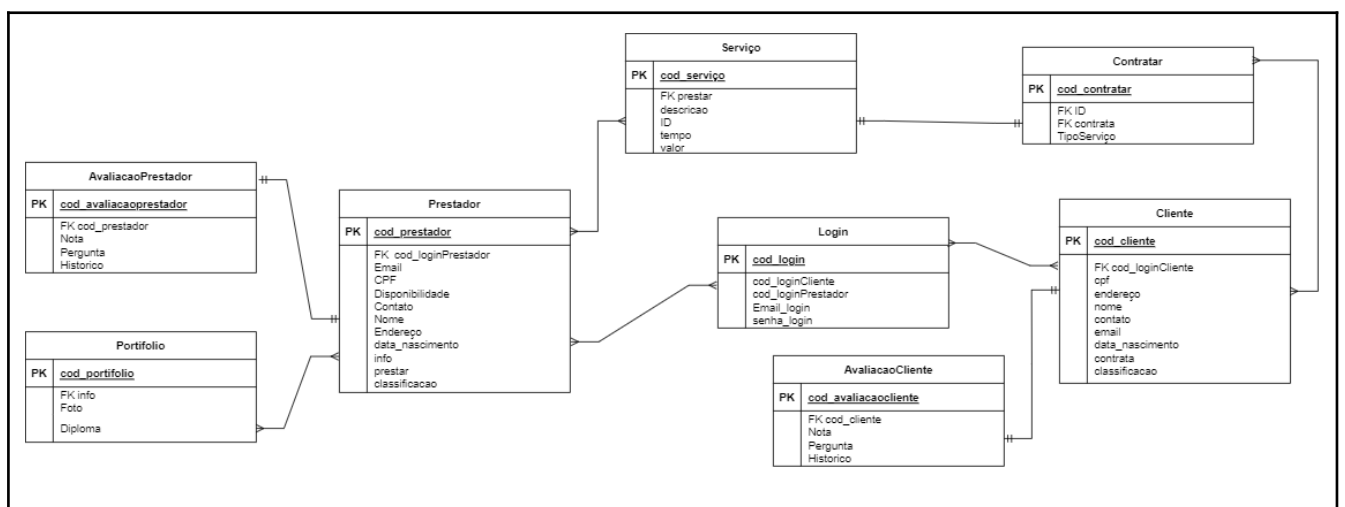 Serviço
PK cod_serviço
FK prestar
descricao
ID
tempo
valor
Contratar
PK cod_contratar
FK ID
FK contrata
TipoServiço
AvaliacaoPrestador
PK cod_avaliacaoprestador
FK cod_prestador
Nota
Pergunta
Historico
Prestador
PK cod_prestador
FK cod_loginPrestador
Email
CPF
Disponibilidade
Contato
Nome
Endereço
data_nascimento
info
prestar
classificacao
Login
PK cod_login
cod_loginCliente
cod_loginPrestador
Email_login
senha_login
Cliente
PK cod_cliente
FK cod_loginCliente
cpf
endereço
nome
contato
email
data_nascimento
contrata
classificacao
Portifolio
PK cod_portifolio
FK info
Foto
Diploma
AvaliacaoCliente
PK cod_avaliacaocliente
FK cod_cliente
Nota
Pergunta
Historico